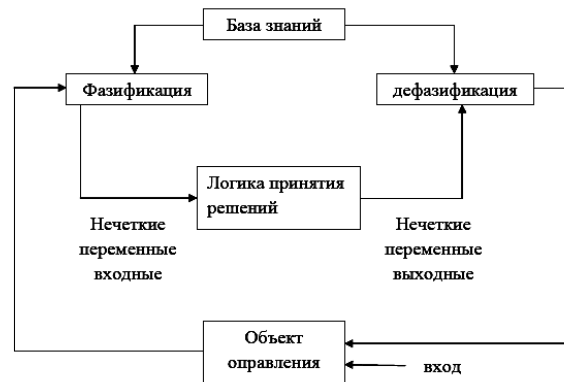 База знаний
Фазификация
дефазификация
Логика принятия
решений
Нечеткие
переменные
входные
Нечеткие
переменные
выходные
Объект
оправления
вход